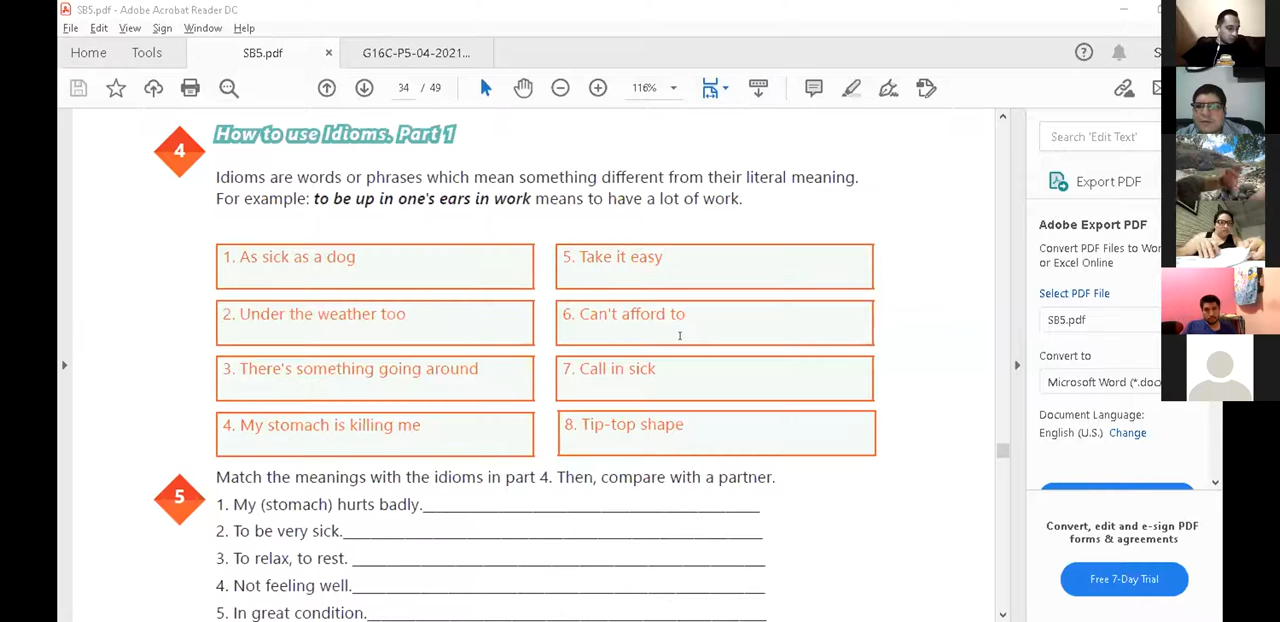 SB5.pdf - Adobe Acrobat Reader DC
File Edit View Sign Window Help
Home Tools SB5.pdf × G16C-P5-04-2021...
34 / 49 116%
4 How to use Idioms. Part 1
Idioms are words or phrases which mean something different from their literal meaning.
For example: to be up in one's ears in work means to have a lot of work.
1. As sick as a dog
5. Take it easy
2. Under the weather too
6. Can't afford to
3. There's something going around
7. Call in sick
4. My stomach is killing me
8. Tip-top shape
5 Match the meanings with the idioms in part 4. Then, compare with a partner.
1. My (stomach) hurts badly.
2. To be very sick.
3. To relax, to rest.
4. Not feeling well.
5. In great condition.
Search 'Edit Text'
Export PDF
Adobe Export PDF
Convert PDF Files to Wo
or Excel Online
Select PDF File
SB5.pdf
Convert to
Microsoft Word (*.doc
Document Language:
English (U.S.) Change
Convert, edit and e-sign PDF
forms & agreements
Free 7-Day Trial